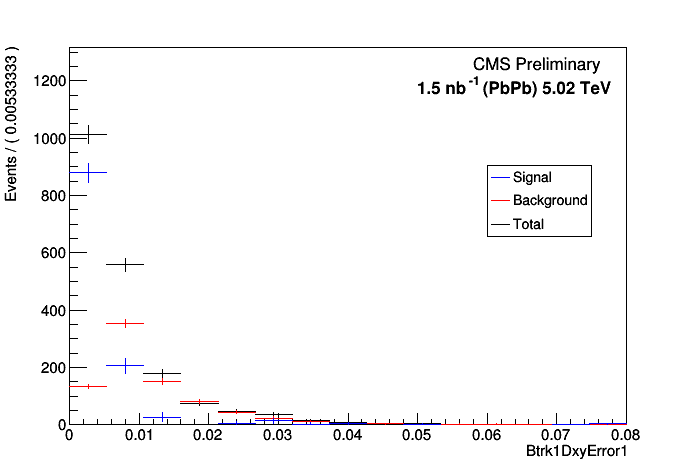 CMS Preliminary
1.5 nb-1 (PbPb) 5.02 TeV
Events / ( 0.00533333 )
1200
1000
800
600
400
200
0
Signal
Background
Total
0 0.01 0.02 0.03 0.04 0.05 0.06 0.07 0.08
Btrk1DxyError1